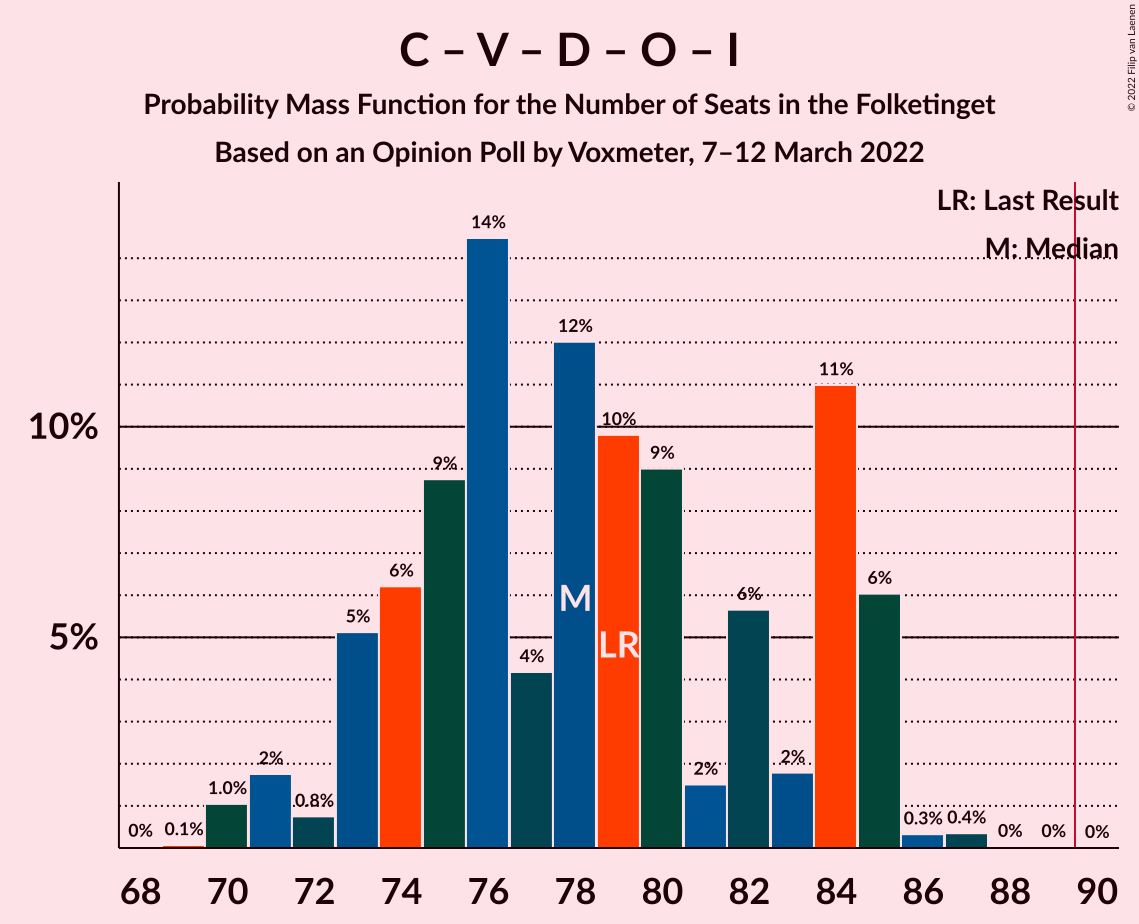 C – V – D – O – I
Probability Mass Function for the Number of Seats in the Folketinget
Based on an Opinion Poll by Voxmeter, 7–12 March 2022
© 2022 Filip van Laenen
LR: Last Result
M: Median
10%
5%
0%
0.1%
1.0%
2%
0.8%
5%
6%
9%
14%
4%
12%
10%
9%
2%
6%
2%
11%
6%
0.3%
0.4%
0%
0%
0%
M
LR
68 70 72 74 76 78 80 82 84 86 88 90